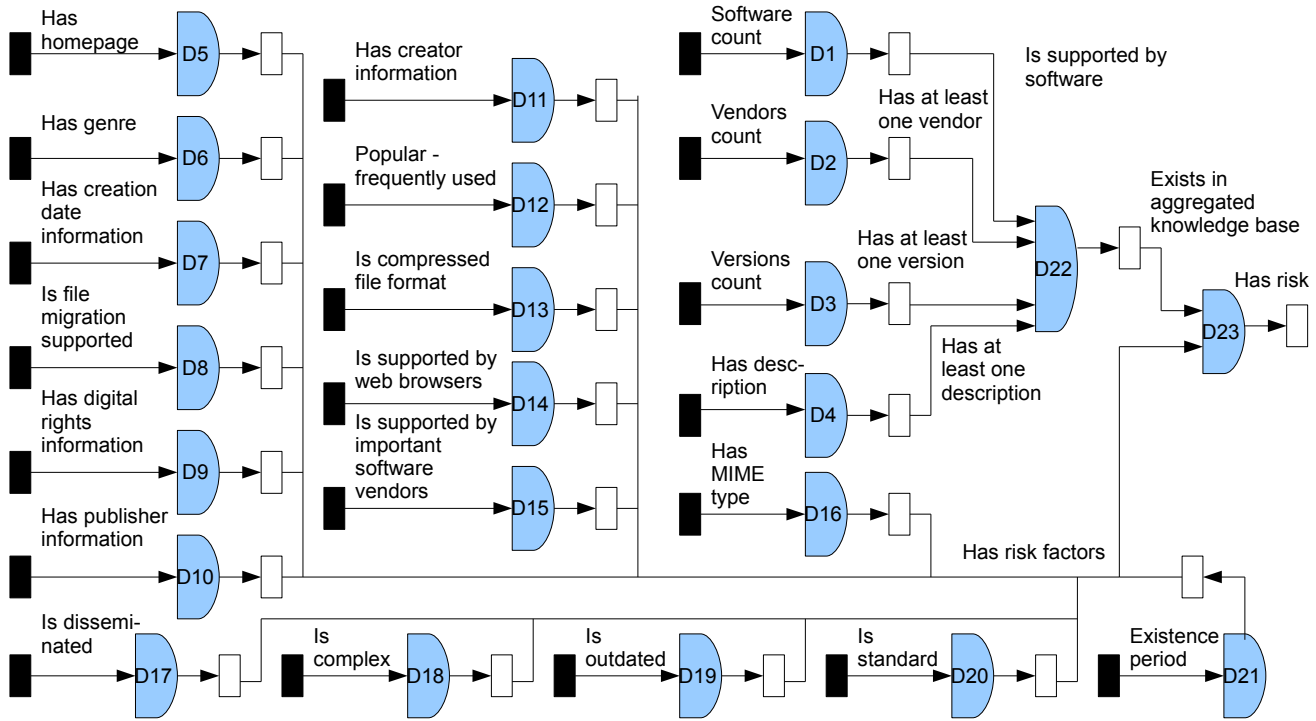 Has
homepage
D5
Has genre
D6
Has creation
date
information
D7
Is file
migration
supported
D8
Has digital
rights
information
D9
Has publisher
information
D10
Has creator
information
D11
Popular -
frequently used
D12
Is compressed
file format
D13
Is supported by
web browsers
D14
Is supported by
important
software
vendors
D15
Software
count
D1
Is supported by
software
Vendors
count
D2
Has at least
one vendor
Versions
count
D3
Has at least
one version
Has desc-
ription
D4
Has at
least one
description
Has
MIME
type
D16
D22
Exists in
aggregated
knowledge base
D23
Has risk
Has risk factors
Is dissemi-
nated
D17
Is
complex
D18
Is
outdated
D19
Is
standard
D20
Existence
period
D21